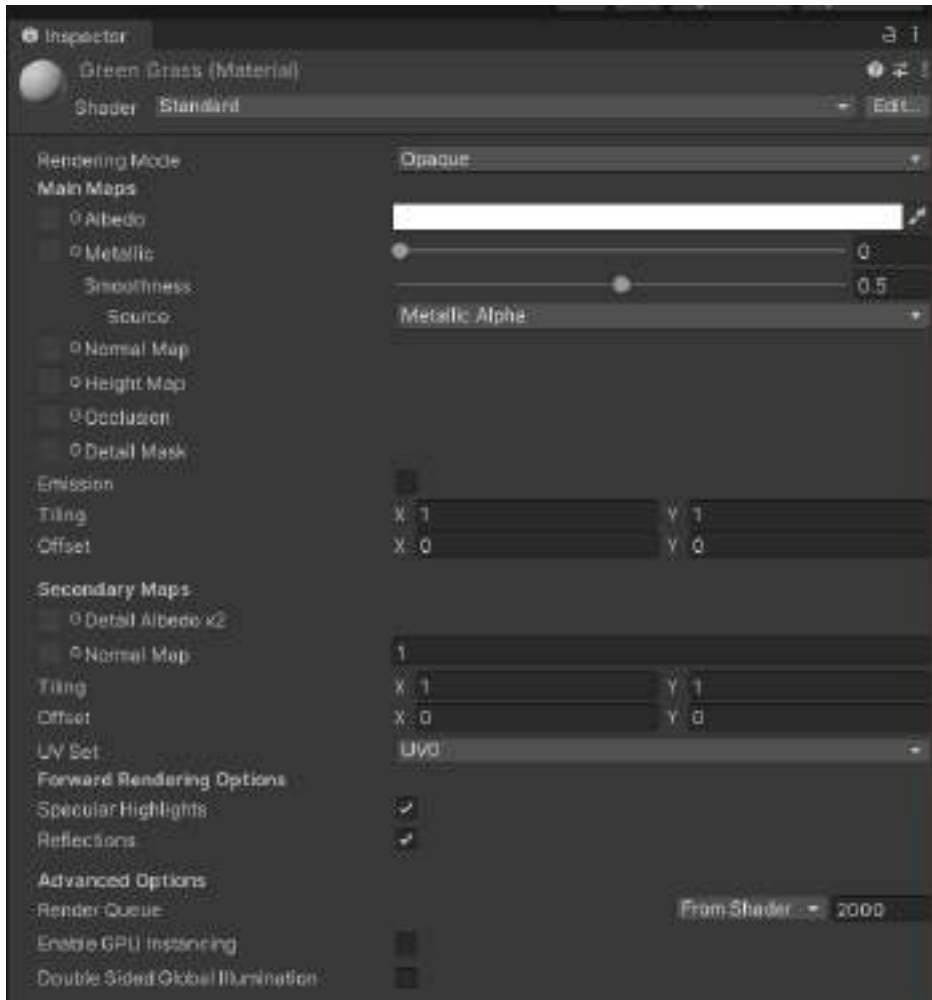 Inspector
Green Grass (Material)
Shader Standard Edit...
Rendering Mode Opaque
Main Maps
Albedo
Metallic 0
Smoothness 0.5
Source Metallic Alpha
Normal Map
Height Map
Occlusion
Detail Mask
Emission
Tiling X 1 Y 1
Offset X 0 Y 0
Secondary Maps
Detail Albedo x2
Normal Map 1
Tiling X 1 Y 1
Offset X 0 Y 0
UV Set UV0
Forward Rendering Options
Specular Highlights
Reflections
Advanced Options
Render Queue From Shader 2000
Enable GPU Instancing
Double Sided Global Illumination